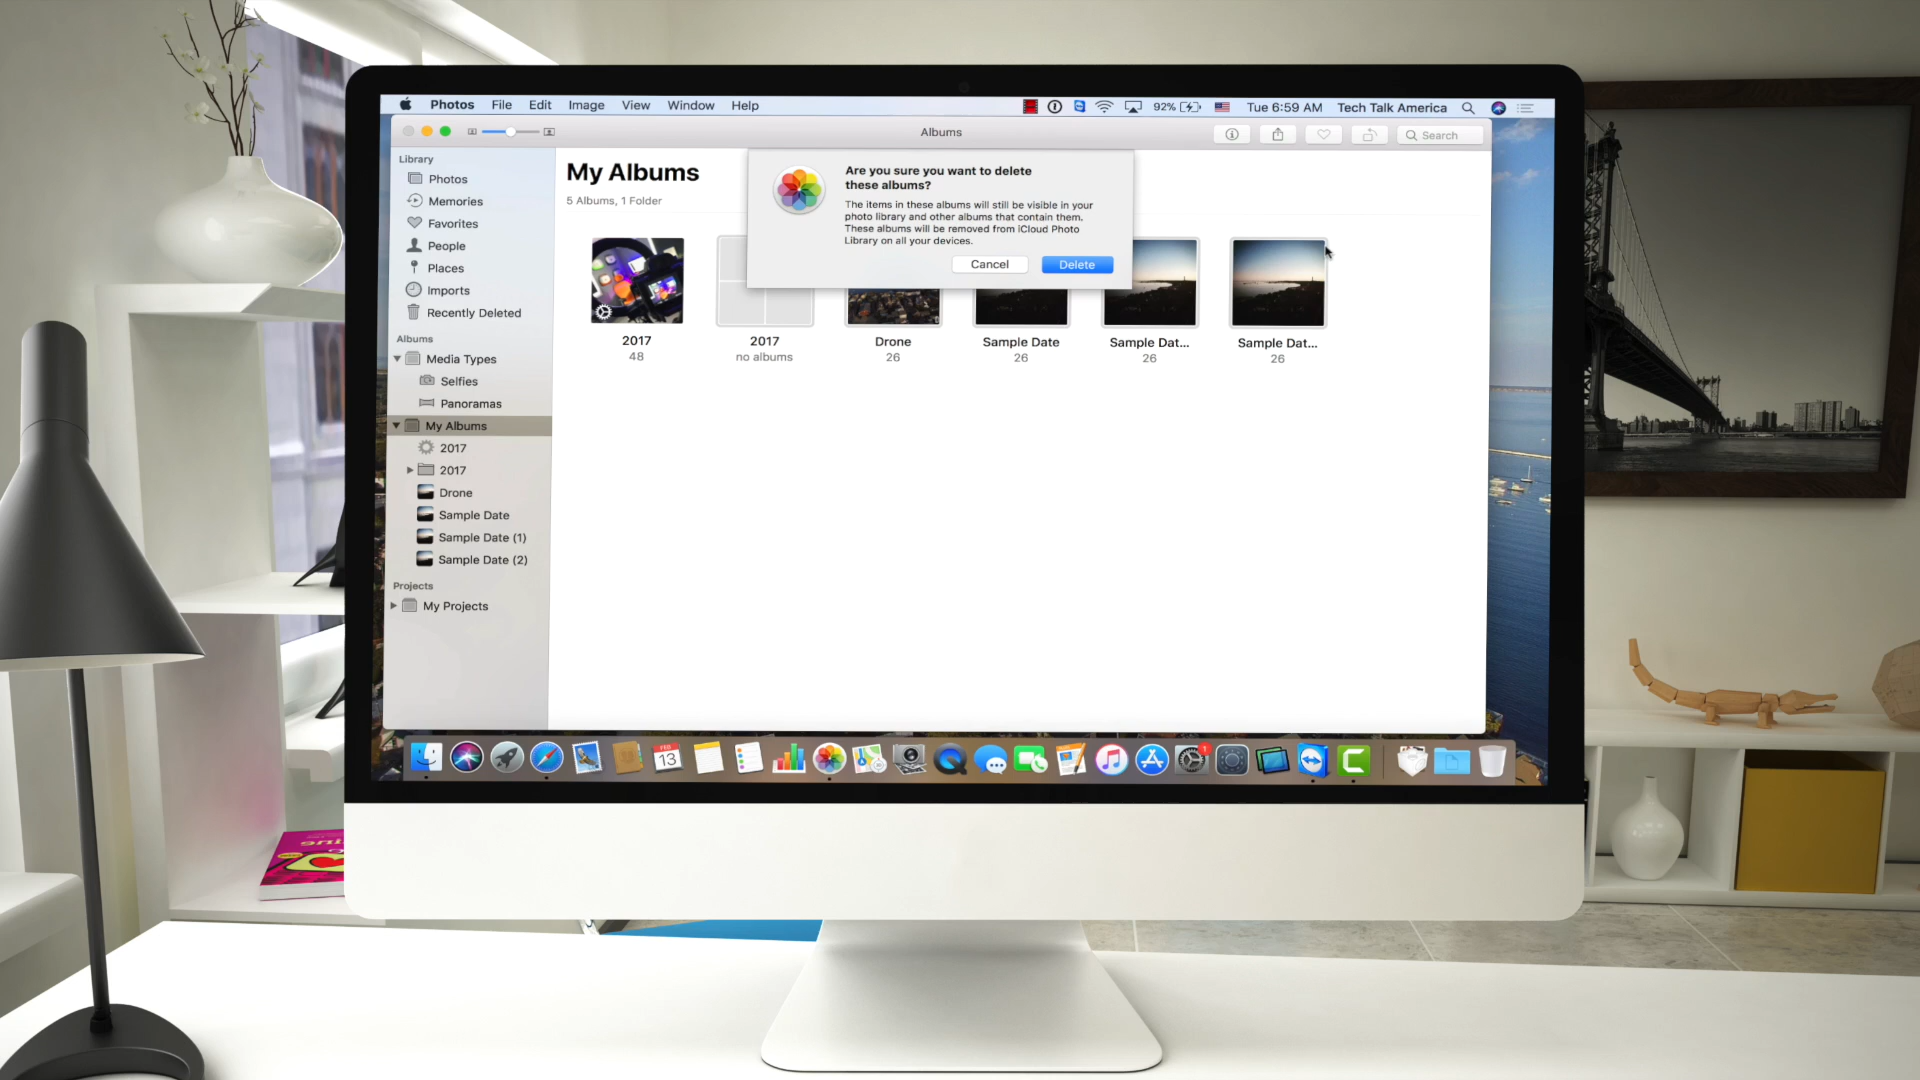 Photos File Edit Image View Window Help
92% Tue 6:59 AM Tech Talk America
Albums
Search
Library
Photos
Memories
Favorites
People
Places
Imports
Recently Deleted
Albums
Media Types
Selfies
Panoramas
My Albums
2017
2017
Drone
Sample Date
Sample Date (1)
Sample Date (2)
Projects
My Projects
My Albums
5 Albums, 1 Folder
Are you sure you want to delete
these albums?
The items in these albums will still be visible in your
photo library and other albums that contain them.
These albums will be removed from iCloud Photo
Library on all your devices.
Cancel Delete
2017 2017 Drone Sample Date Sample Dat... Sample Dat...
48 no albums 26 26 26 26
FEB
13
1